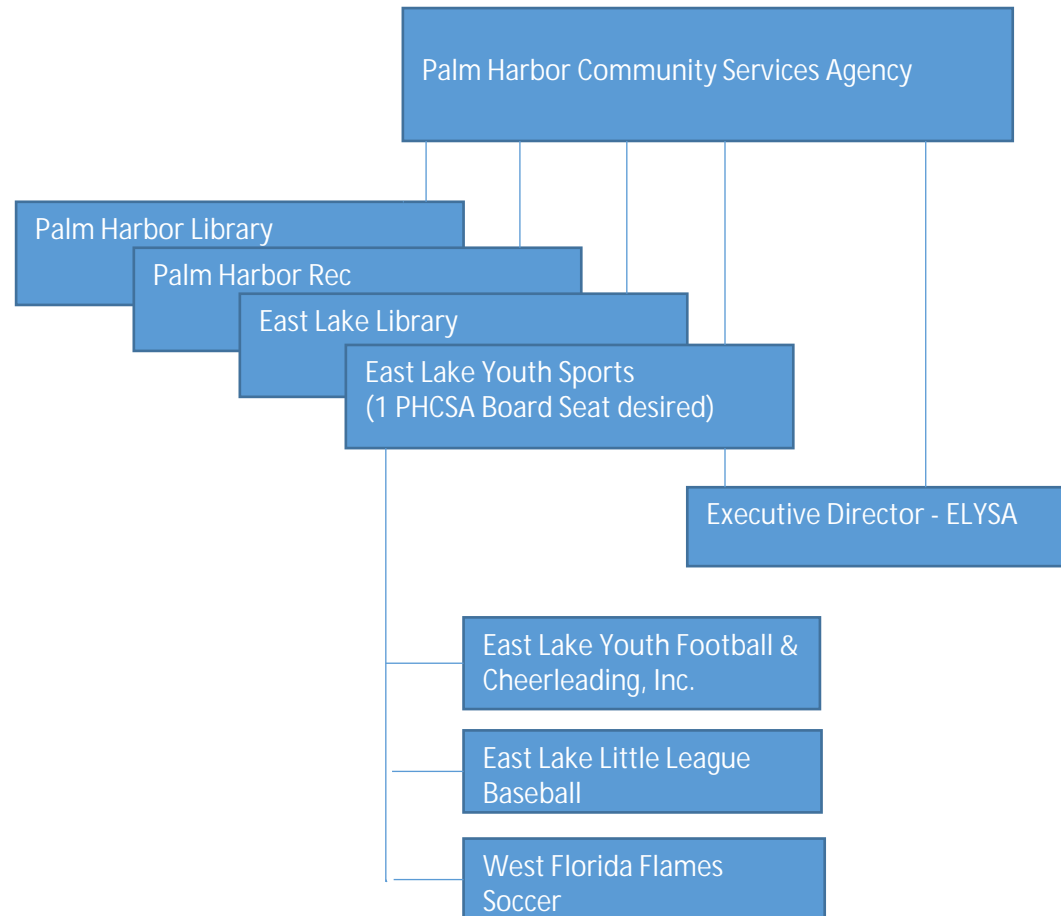 Palm Harbor Community Services Agency
Palm Harbor Library
Palm Harbor Rec
East Lake Library
East Lake Youth Sports
(1 PHCSA Board Seat desired)
Executive Director - ELYSA
East Lake Youth Football &
Cheerleading, Inc.
East Lake Little League
Baseball
West Florida Flames
Soccer